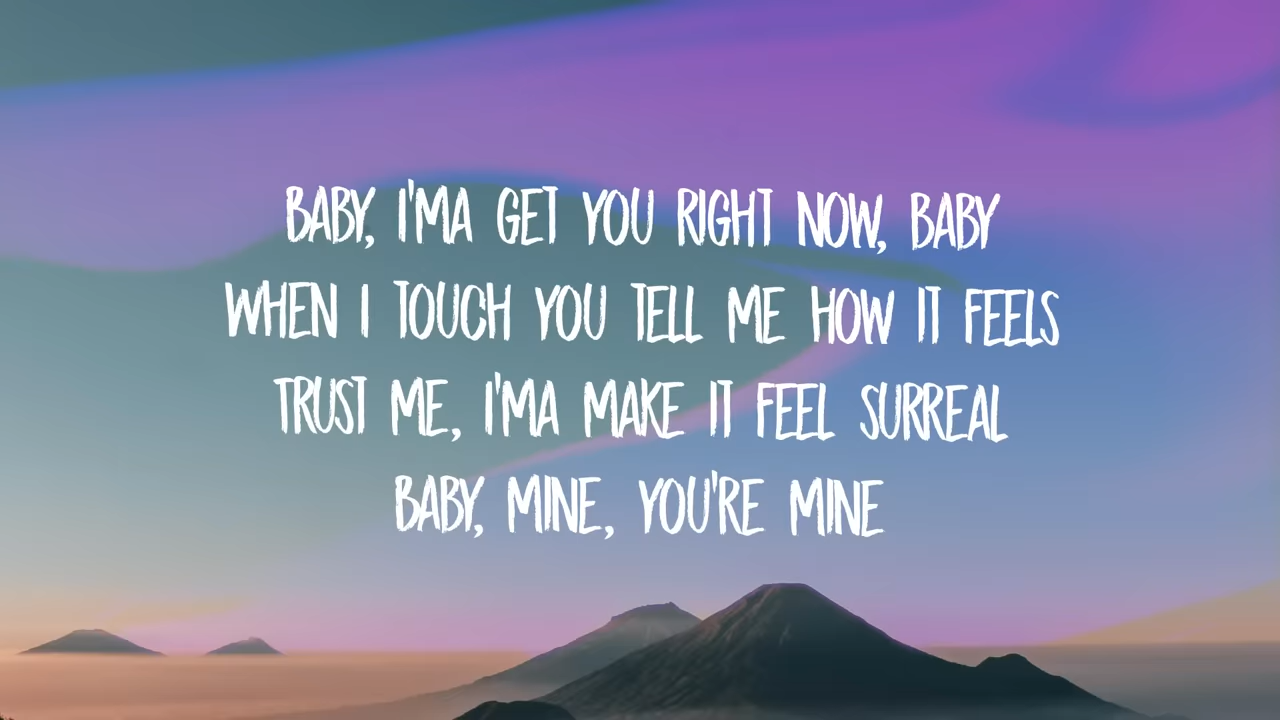 BABY, I'MA GET YOU RIGHT NOW, BABY
WHEN I TOUCH YOU TELL ME HOW IT FEELS
TRUST ME, I'MA MAKE IT FEEL SURREAL
BABY, MINE, YOU'RE MINE